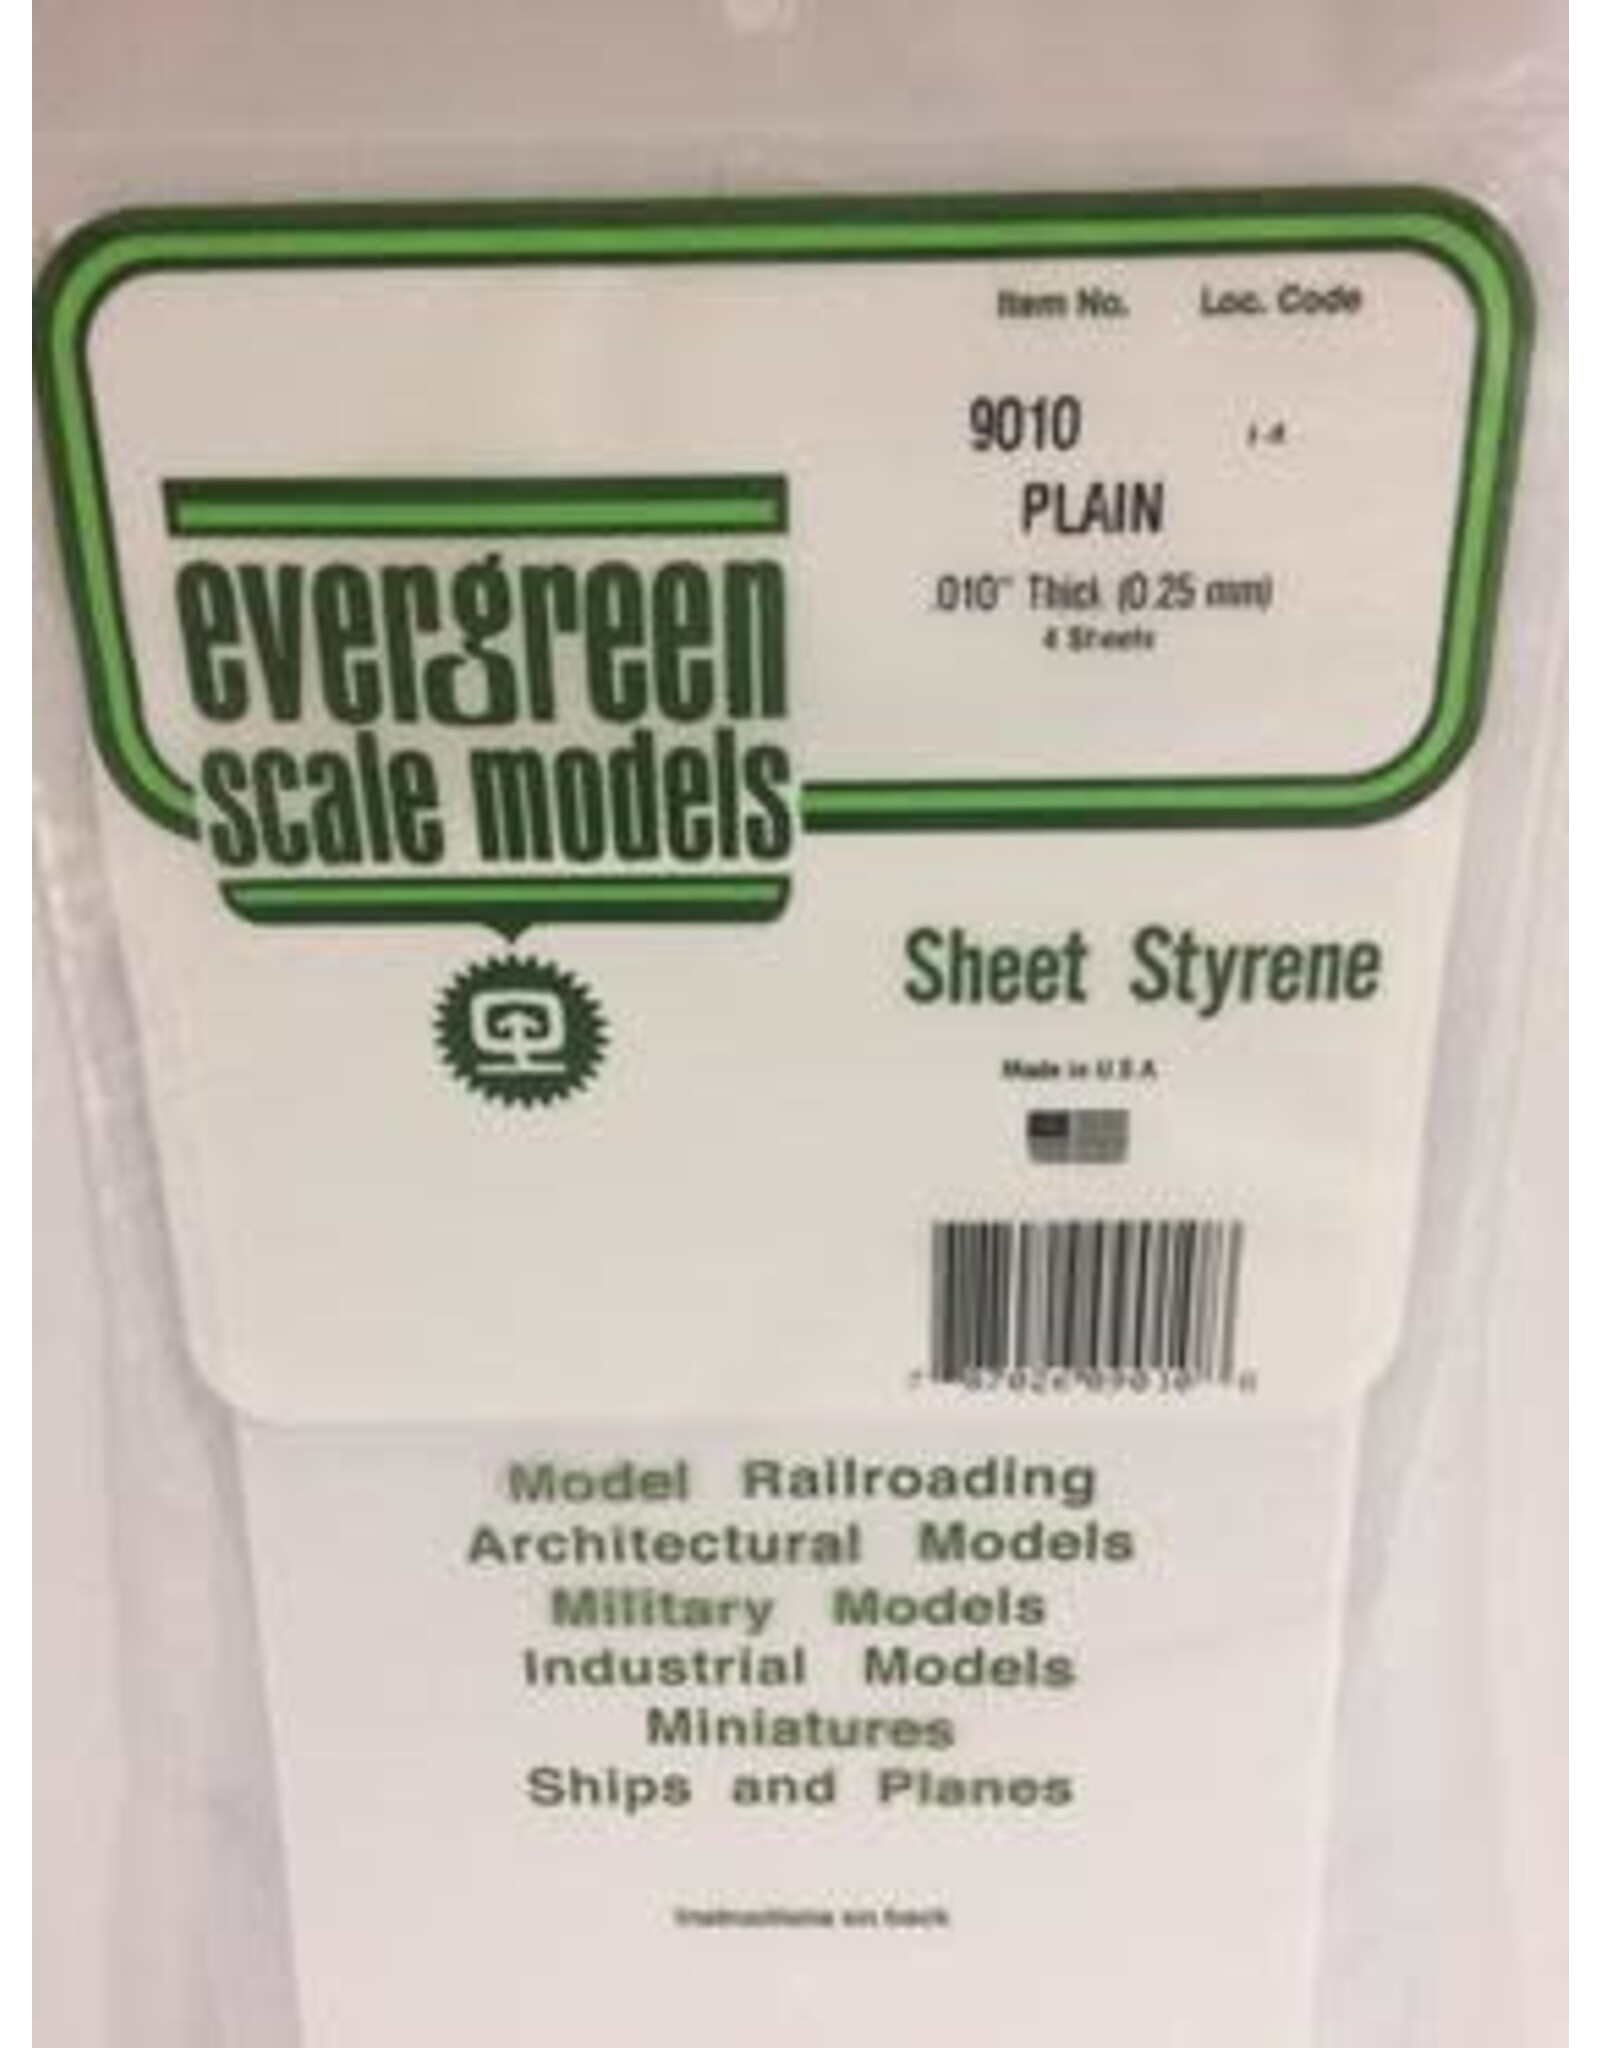 Item No. Loc. Code
9010
PLAIN
.010" Thick (0.25 mm)
4 Sheets
evergreen
scale models
Sheet Styrene
Made in U.S.A.
Model Railroading
Architectural Models
Military Models
Industrial Models
Miniatures
Ships and Planes
Instructions on back